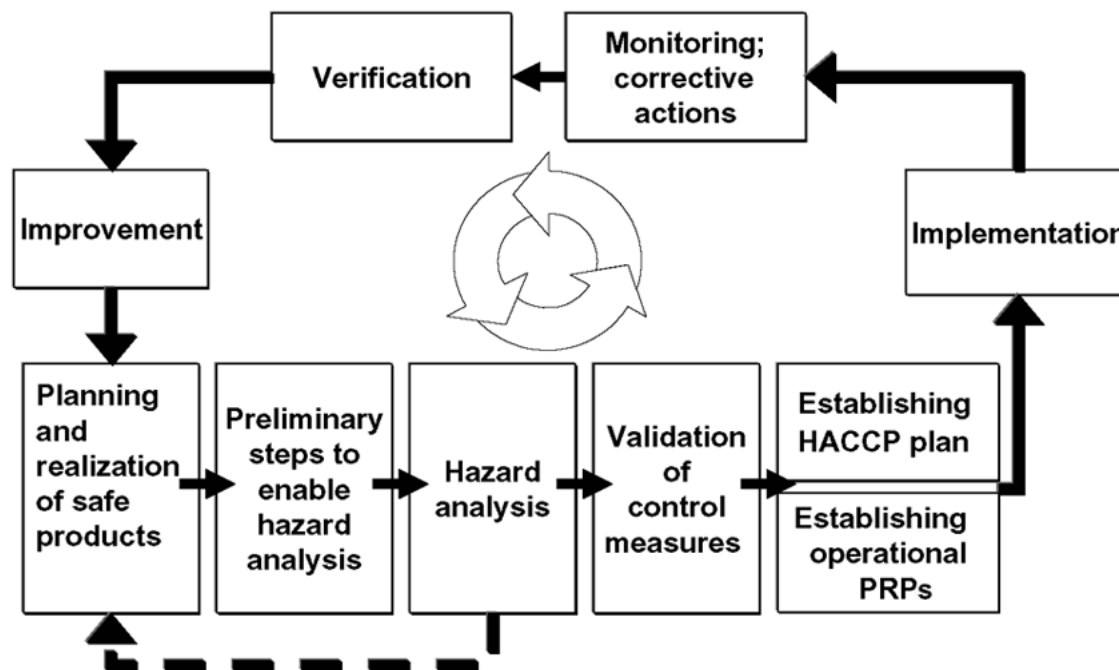 Verification
Monitoring;
corrective
actions
Improvement
Implementation
Planning
and
realization
of safe
products
Preliminary
steps to
enable
hazard
analysis
Hazard
analysis
Validation
of
control
measures
Establishing
HACCP plan
Establishing
operational
PRPs